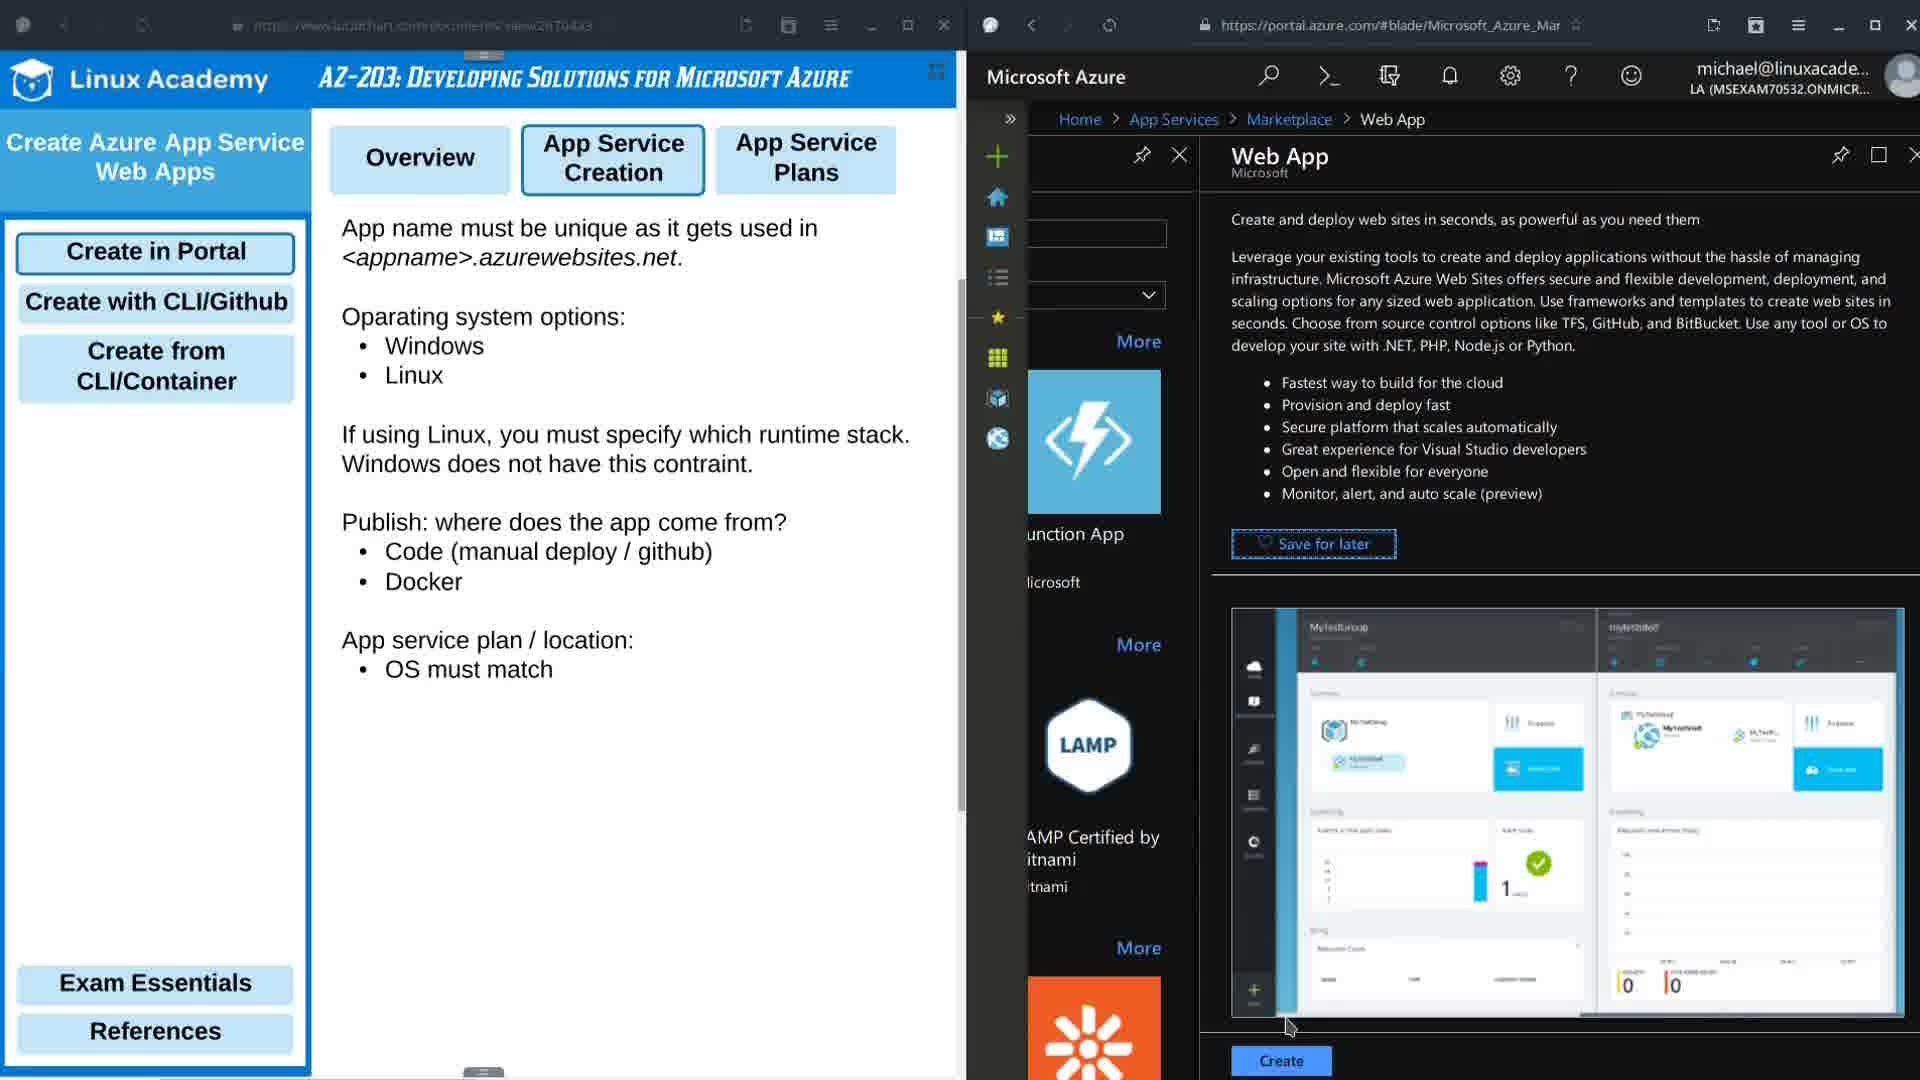 https://portal.azure.com/#blade/Microsoft_Azure_Mar
Linux Academy
AZ-203: Developing Solutions for Microsoft Azure
Create Azure App Service
Web Apps
Create in Portal
Create with CLI/Github
Create from
CLI/Container
Exam Essentials
References
Overview
App Service
Creation
App Service
Plans
App name must be unique as it gets used in
<appname>.azurewebsites.net.
Oparating system options:
• Windows
• Linux
If using Linux, you must specify which runtime stack.
Windows does not have this contraint.
Publish: where does the app come from?
• Code (manual deploy / github)
• Docker
App service plan / location:
• OS must match
Microsoft Azure
michael@linuxacade...
LA (MSEXAM70532.ONMICR...
Home > App Services > Marketplace > Web App
More
unction App
licrosoft
More
LAMP
AMP Certified by
itnami
itnami
More
Web App
Microsoft
Create and deploy web sites in seconds, as powerful as you need them
Leverage your existing tools to create and deploy applications without the hassle of managing
infrastructure. Microsoft Azure Web Sites offers secure and flexible development, deployment, and
scaling options for any sized web application. Use frameworks and templates to create web sites in
seconds. Choose from source control options like TFS, GitHub, and BitBucket. Use any tool or OS to
develop your site with .NET, PHP, Node.js or Python.
• Fastest way to build for the cloud
• Provision and deploy fast
• Secure platform that scales automatically
• Great experience for Visual Studio developers
• Open and flexible for everyone
• Monitor, alert, and auto scale (preview)
Save for later
MyTestGroup
1
0
0
Create